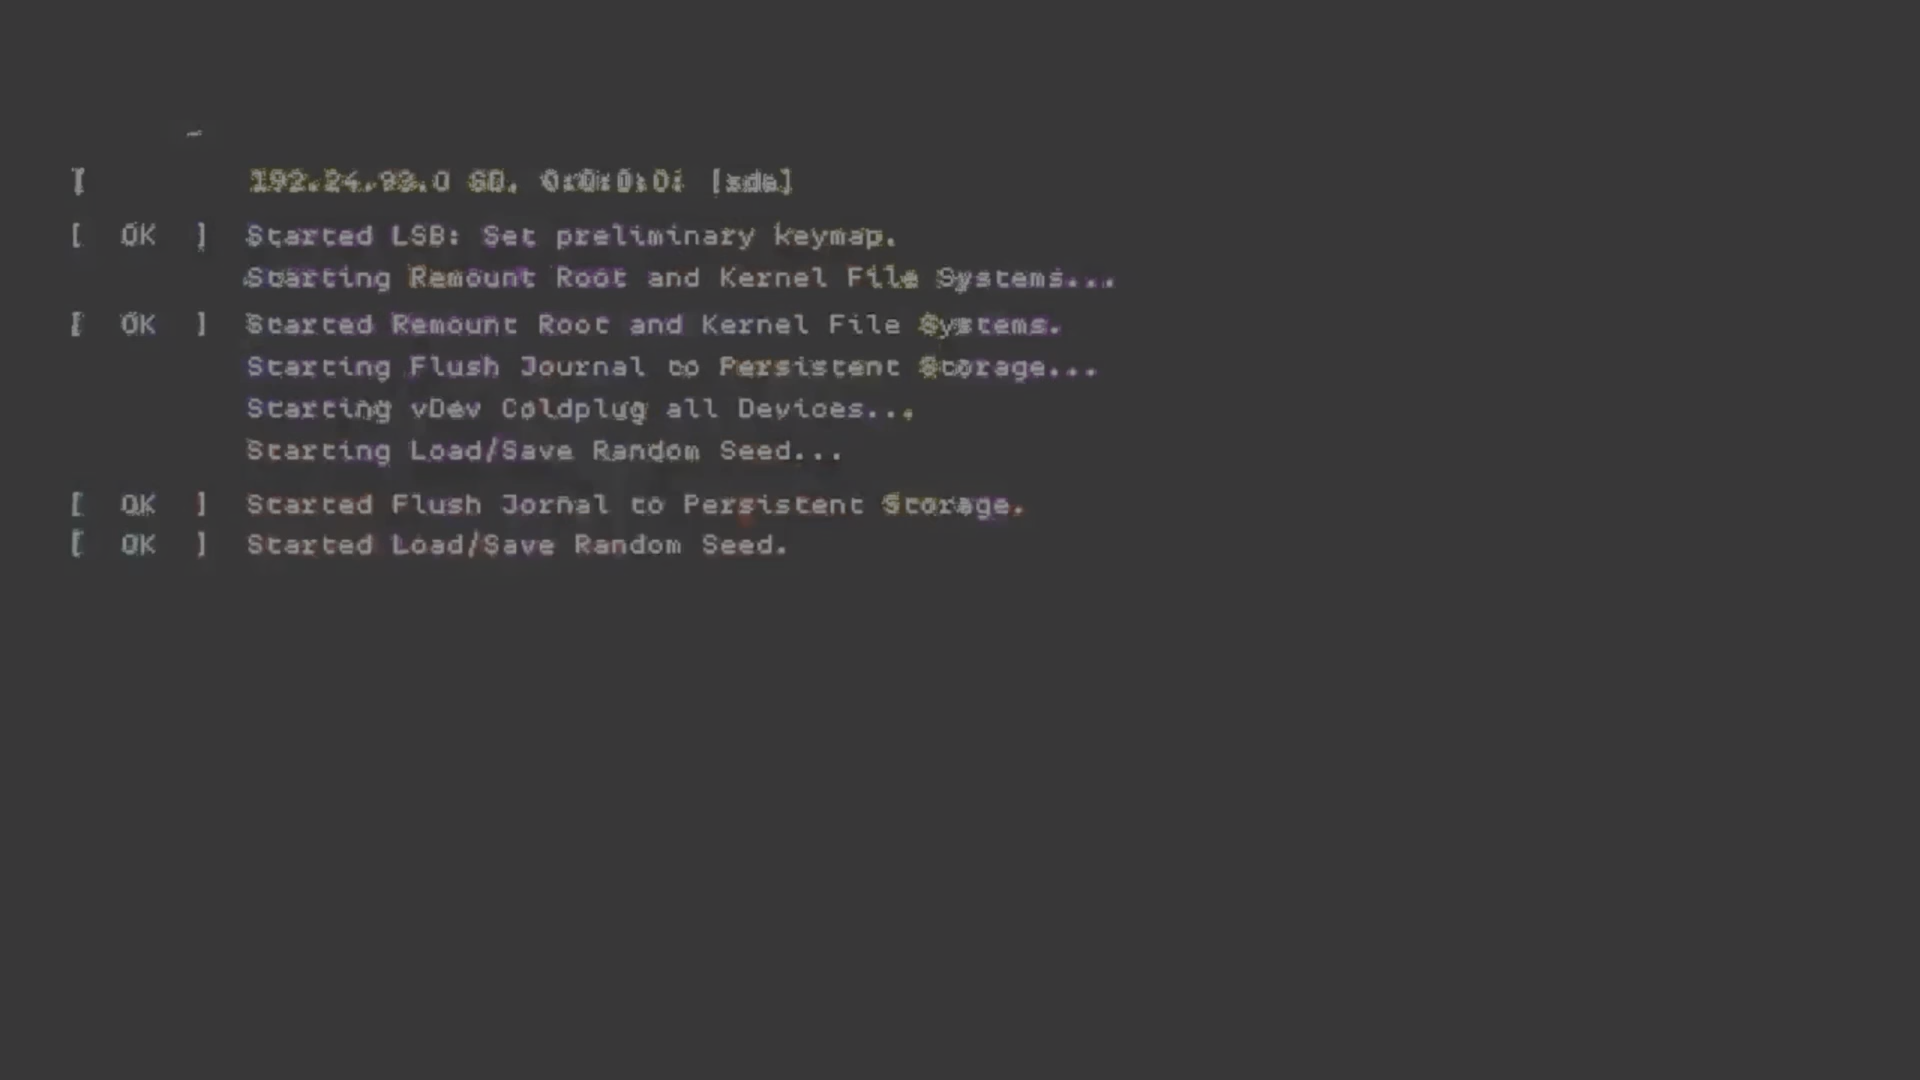 [ 192.24.99.0 SD. 0:0:0:0: [sda]
[ OK ] Started LSB: Set preliminary keymap.
Starting Remount Root and Kernel File Systems...
[ OK ] Started Remount Root and Kernel File Systems.
Starting Flush Journal to Persistent Storage...
Starting vDev Coldplug all Devices...
Starting Load/Save Random Seed...
[ OK ] Started Flush Jornal to Persistent Storage.
[ OK ] Started Load/Save Random Seed.